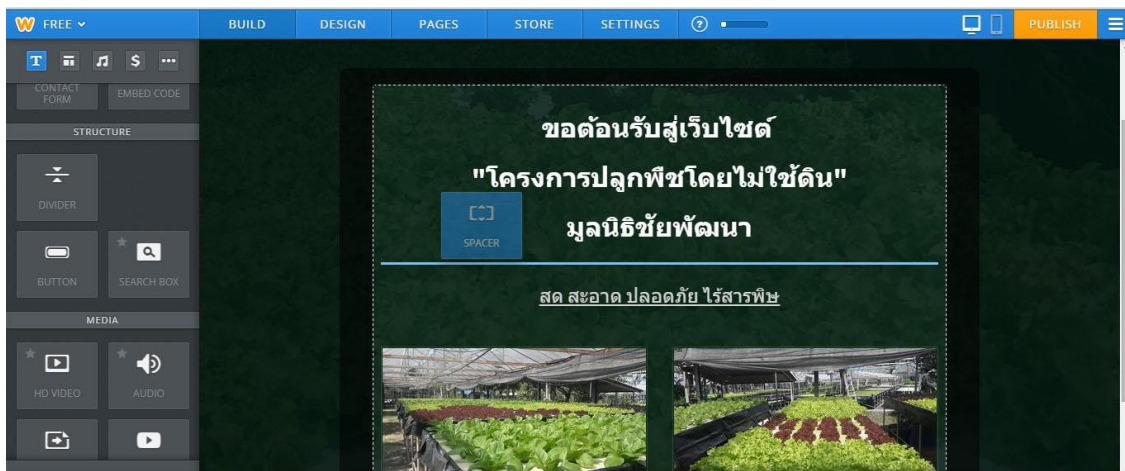 FREE
BUILD
DESIGN
PAGES
STORE
SETTINGS
?
PUBLISH
T
$
CONTACT FORM
EMBED CODE
STRUCTURE
DIVIDER
BUTTON
SEARCH BOX
MEDIA
HD VIDEO
AUDIO
ขอต้อนรับสู่เว็บไซต์
"โครงการปลูกพืชโดยไม่ใช้ดิน"
SPACER
มูลนิธิชัยพัฒนา
สด สะอาด ปลอดภัย ไร้สารพิษ